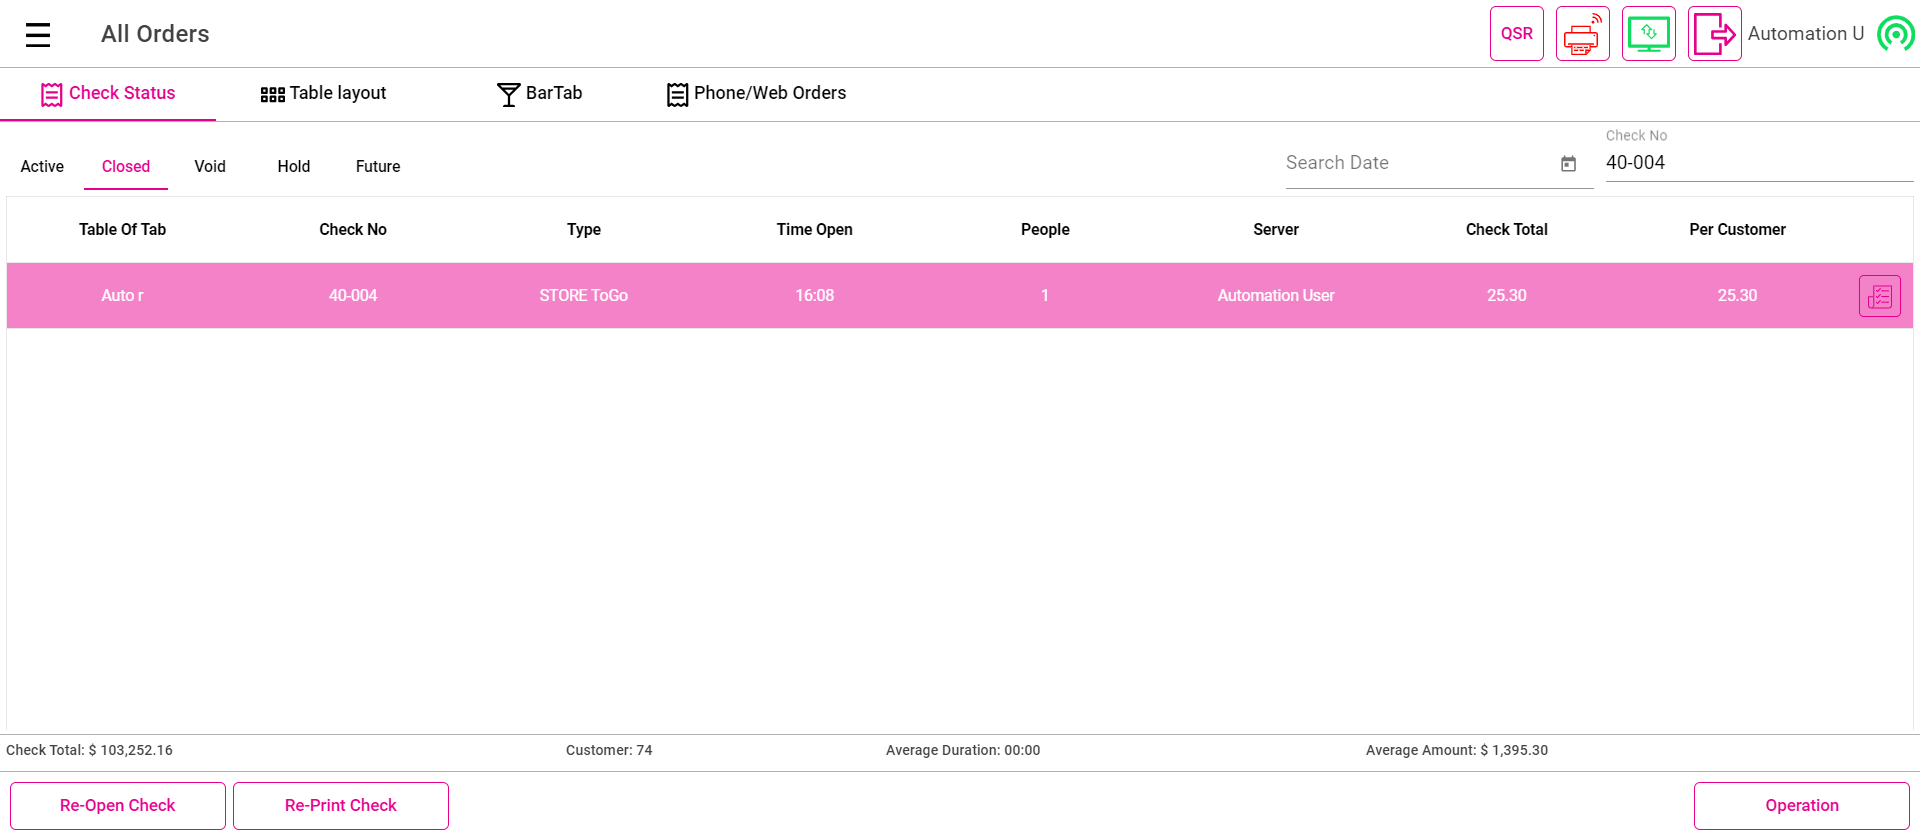 All Orders
QSR
Automation U
Check Status
Table layout
BarTab
Phone/Web Orders
Active
Closed
Void
Hold
Future
Search Date
Check No
40-004
Table Of Tab Check No Type Time Open People Server Check Total Per Customer
Auto r 40-004 STORE ToGo 16:08 1 Automation User 25.30 25.30
Check Total: $ 103,252.16
Customer: 74
Average Duration: 00:00
Average Amount: $ 1,395.30
Re-Open Check
Re-Print Check
Operation